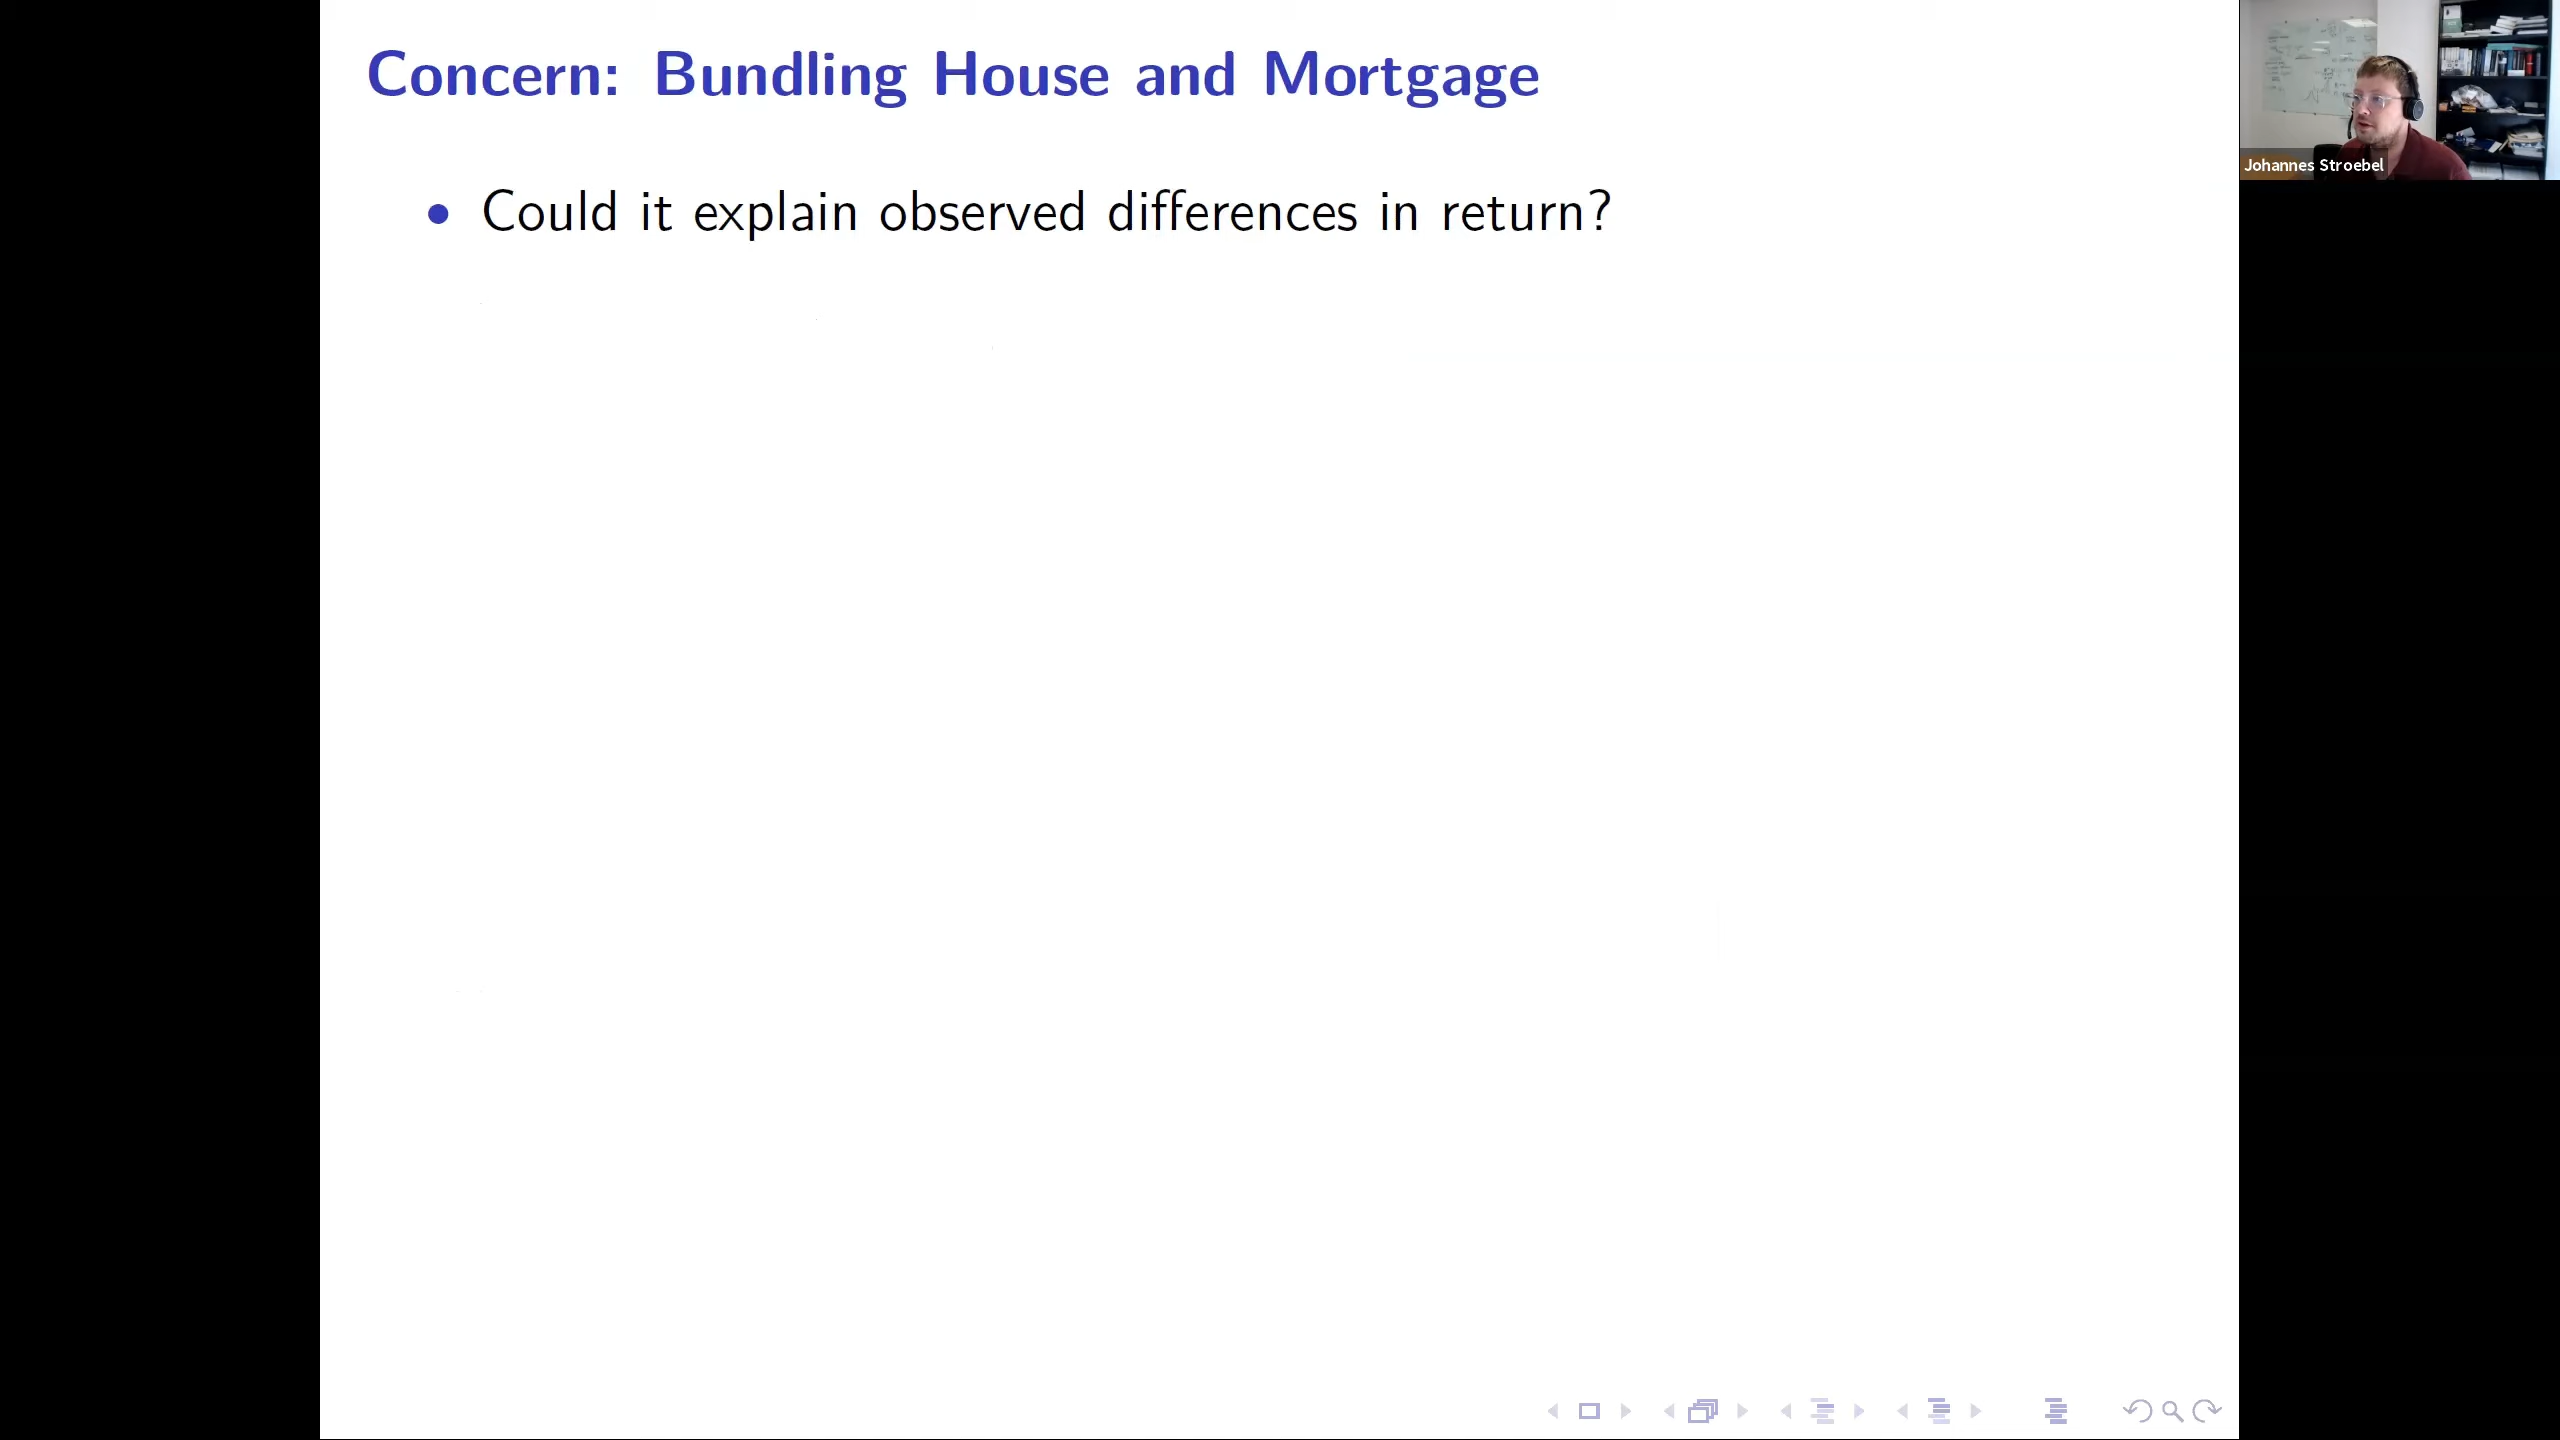 Concern: Bundling House and Mortgage
Could it explain observed differences in return?
Johannes Stroebel